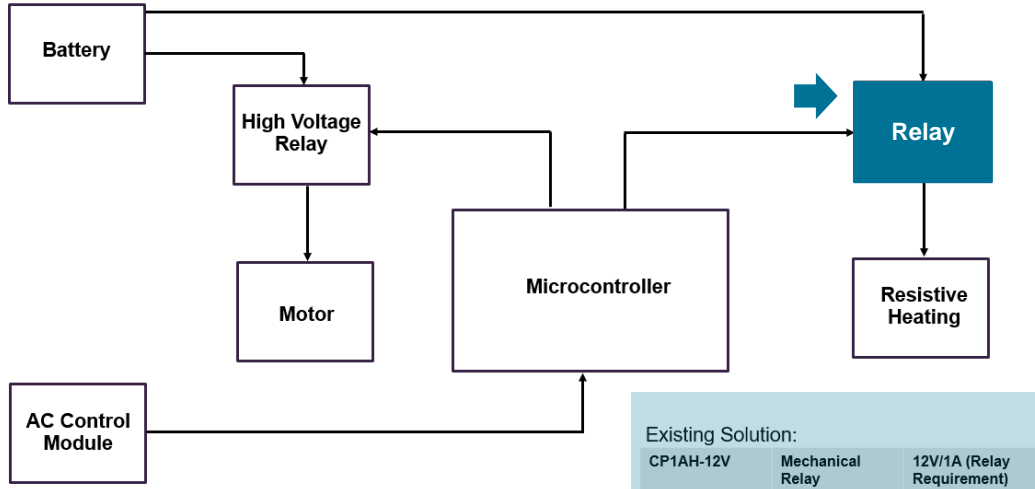 Battery
High Voltage
Relay
Relay
Microcontroller
Motor
Resistive
Heating
AC Control
Module
Existing Solution:
CP1AH-12V
Mechanical
Relay
12V/1A (Relay
Requirement)